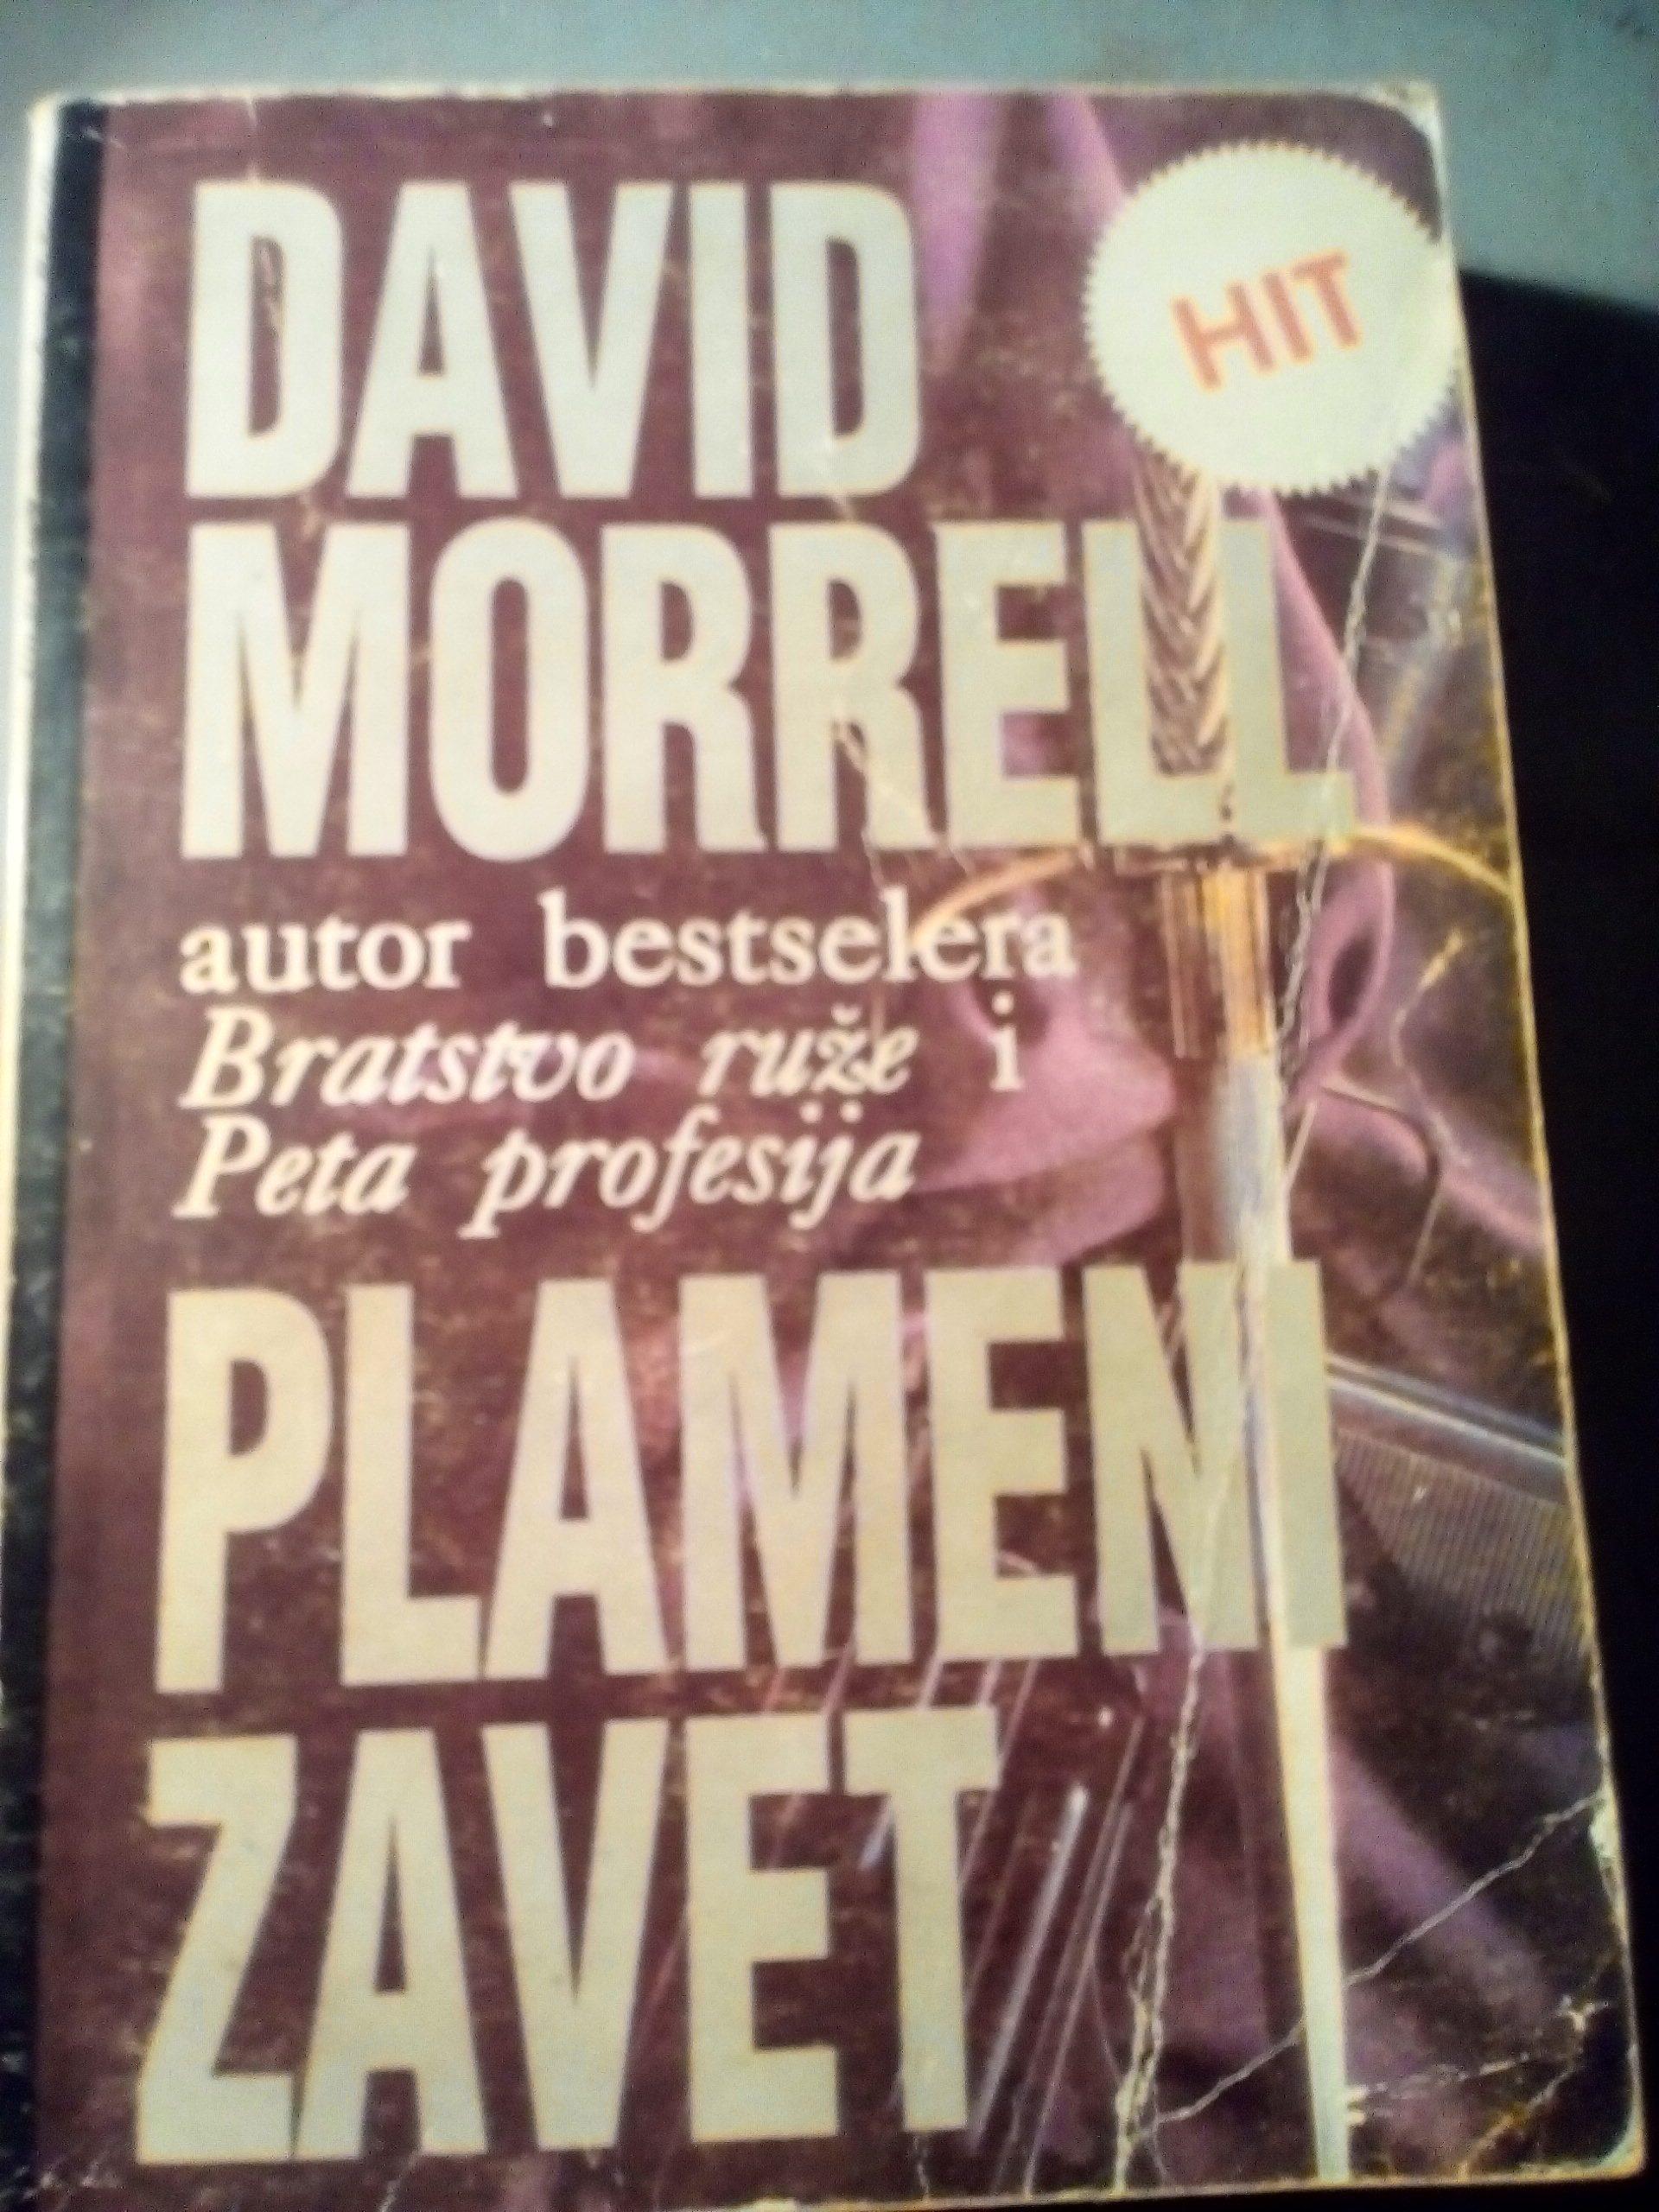 DAVID
HIT
MORRELL
autor bestselera
Bratstvo ruže i
Peta profesija
PLAMENI
ZAVET